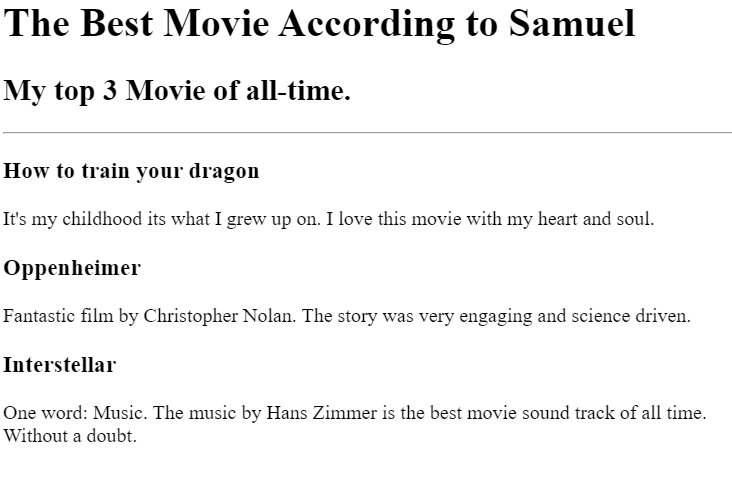 The Best Movie According to Samuel
My top 3 Movie of all-time.
How to train your dragon
It's my childhood its what I grew up on. I love this movie with my heart and soul.
Oppenheimer
Fantastic film by Christopher Nolan. The story was very engaging and science driven.
Interstellar
One word: Music. The music by Hans Zimmer is the best movie sound track of all time.
Without a doubt.